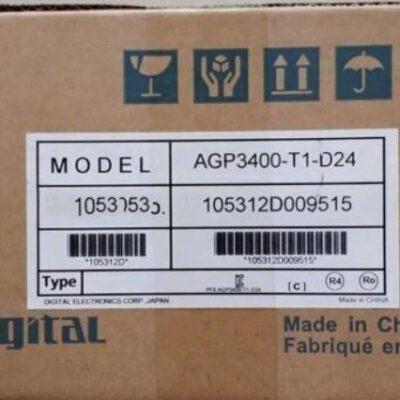 MODEL AGP3400-T1-D24
105312D009515
*105312D* *105312D009515*
Type [C] R4 Ro
DIGITAL ELECTRONICS CORP. JAPAN Made in CHINA
gital Made in Ch
Fabriqué en